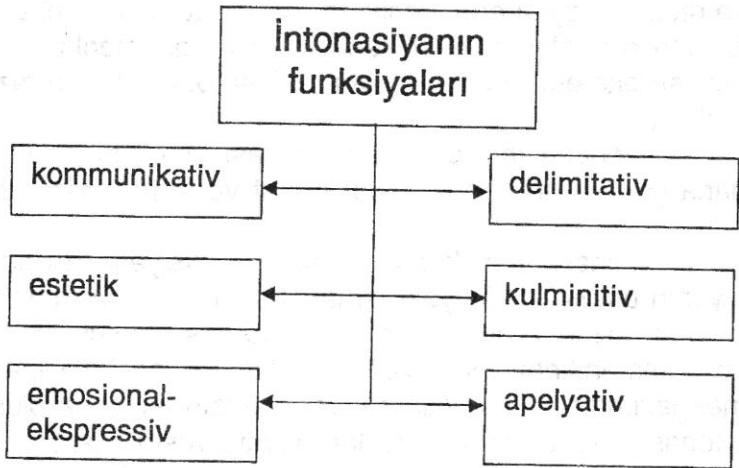 İntonasiyanın
funksiyaları
kommunikativ
delimitativ
estetik
kulminitiv
emosional-
ekspressiv
apelyativ